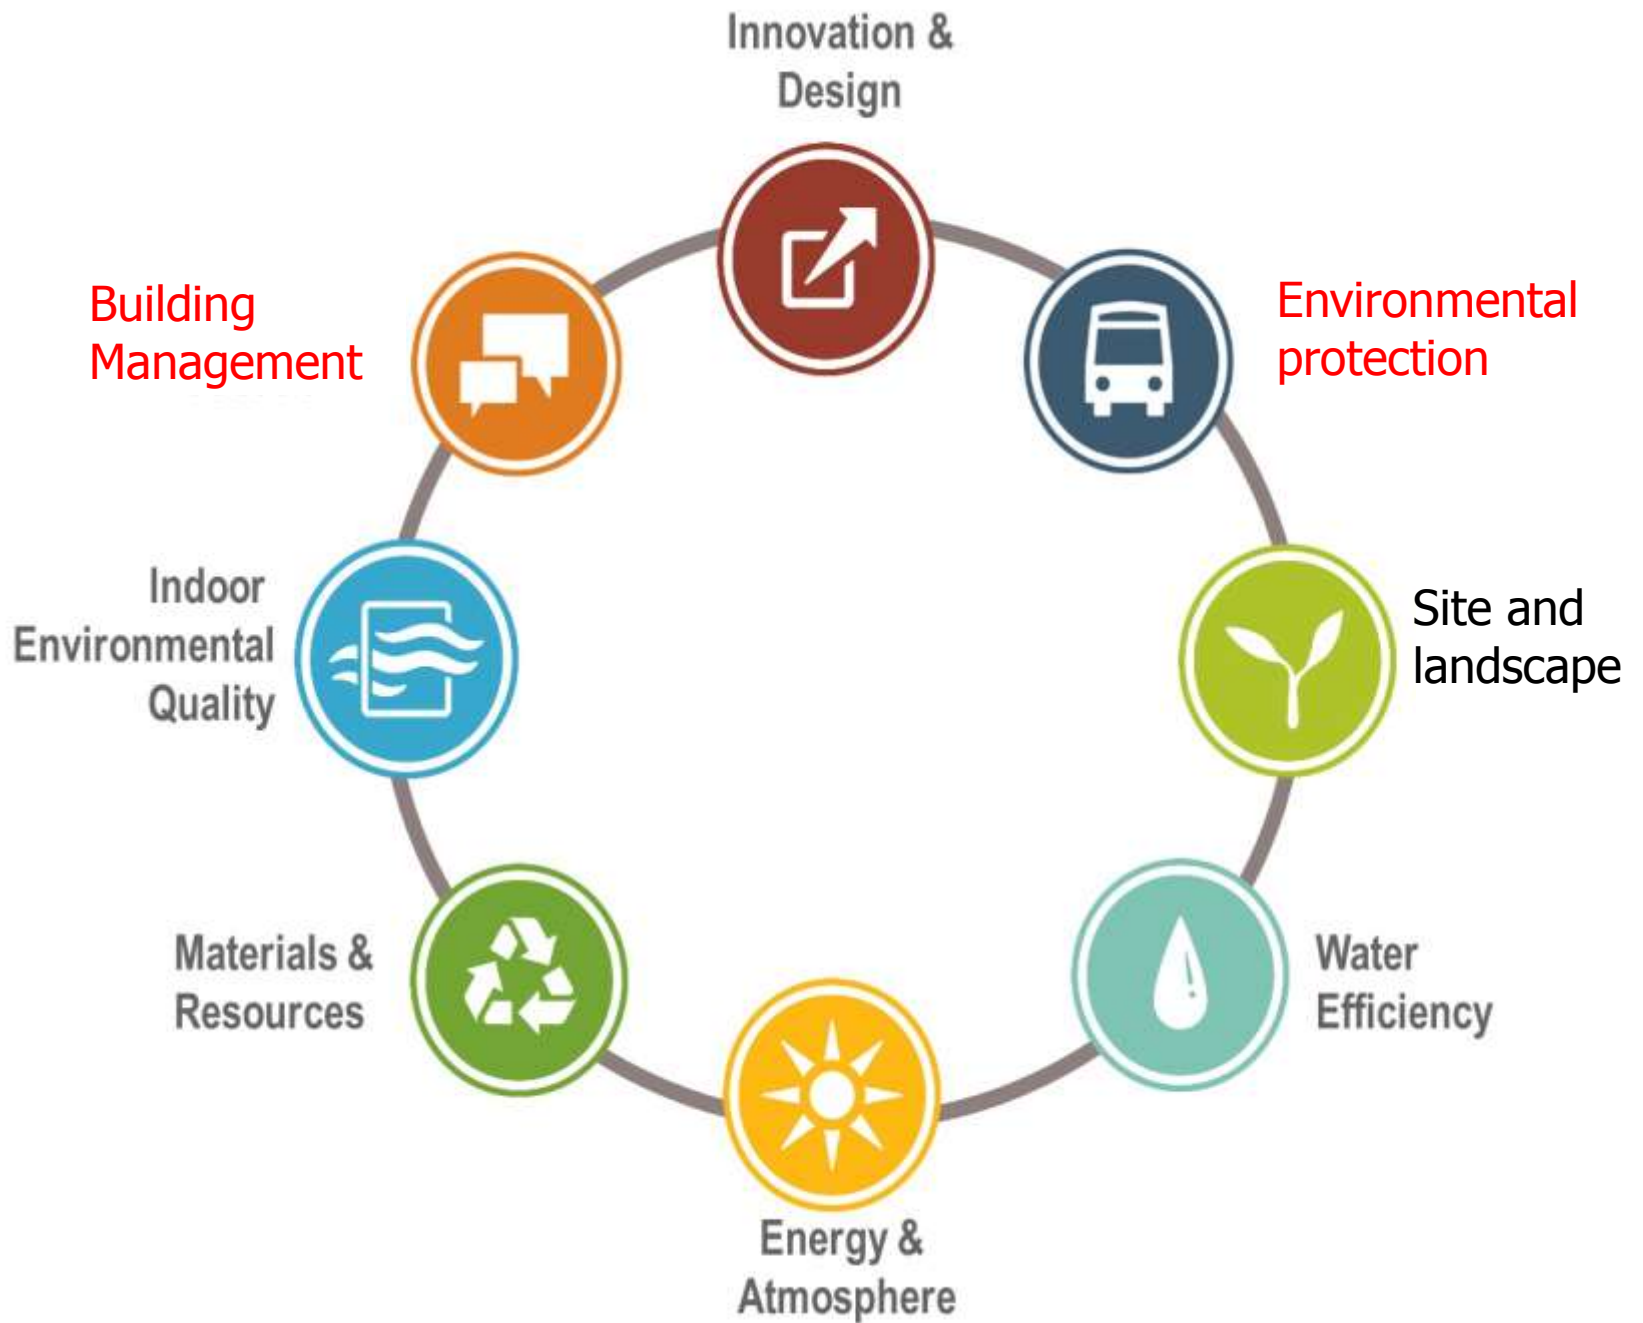 Innovation &
Design
Building
Management
Environmental
protection
Indoor
Environmental
Quality
Site and
landscape
Materials &
Resources
Water
Efficiency
Energy &
Atmosphere